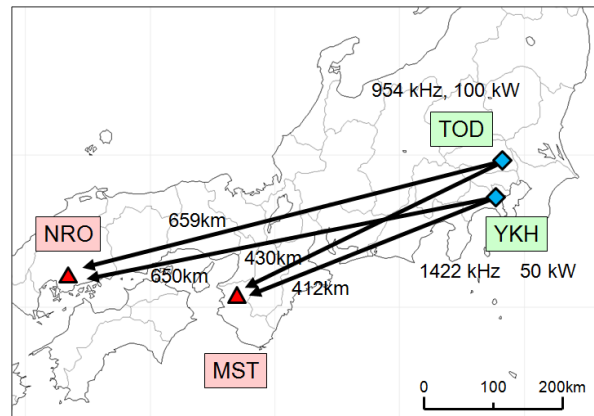 954 kHz, 100 kW
TOD
659km
NRO
YKH
430km
650km
412km
1422 kHz 50 kW
MST
0 100 200km